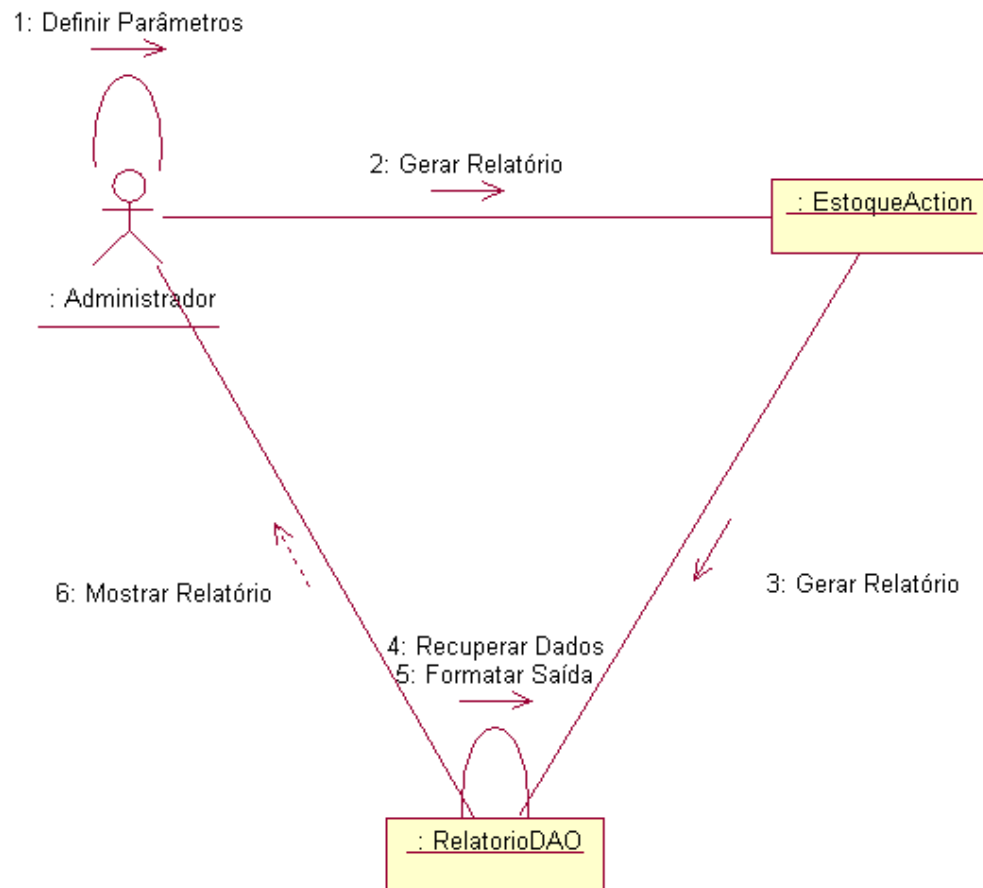 1: Definir Parâmetros
2: Gerar Relatório
: EstoqueAction
: Administrador
3: Gerar Relatório
6: Mostrar Relatório
4: Recuperar Dados
5: Formatar Saída
: RelatorioDAO